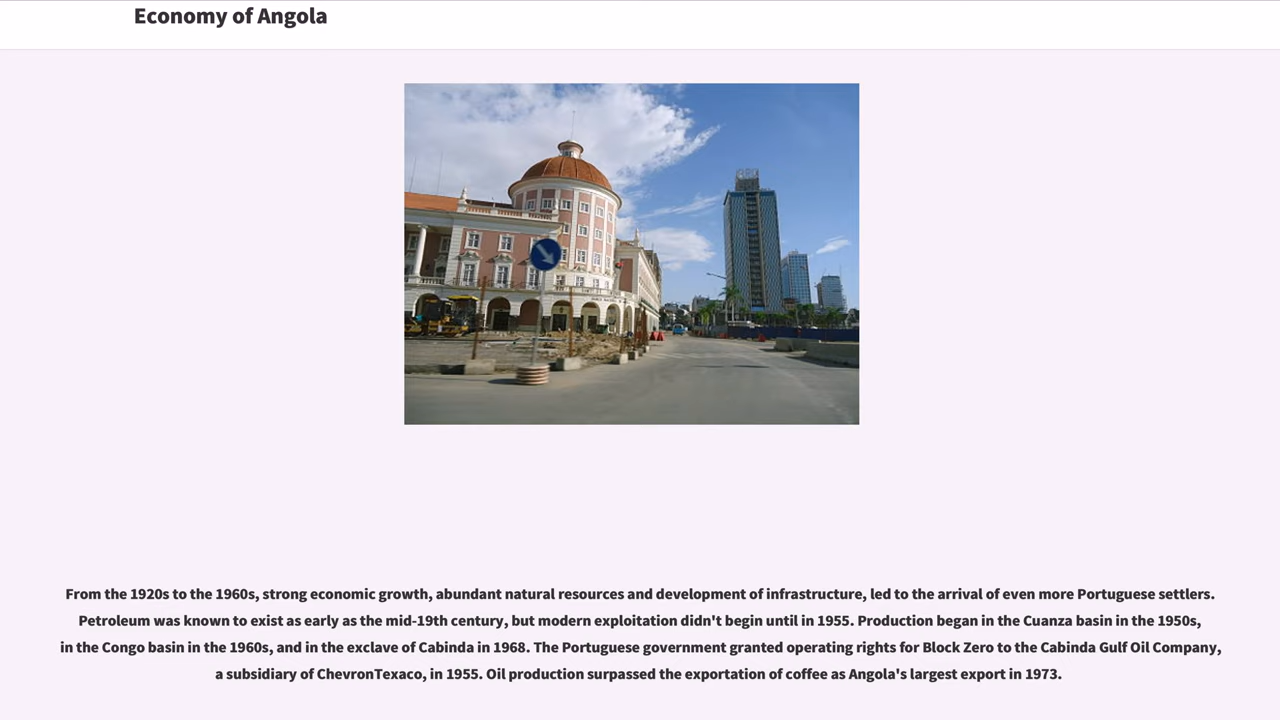 Economy of Angola
From the 1920s to the 1960s, strong economic growth, abundant natural resources and development of infrastructure, led to the arrival of even more Portuguese settlers.
Petroleum was known to exist as early as the mid-19th century, but modern exploitation didn't begin until in 1955. Production began in the Cuanza basin in the 1950s,
in the Congo basin in the 1960s, and in the exclave of Cabinda in 1968. The Portuguese government granted operating rights for Block Zero to the Cabinda Gulf Oil Company,
a subsidiary of ChevronTexaco, in 1955. Oil production surpassed the exportation of coffee as Angola's largest export in 1973.